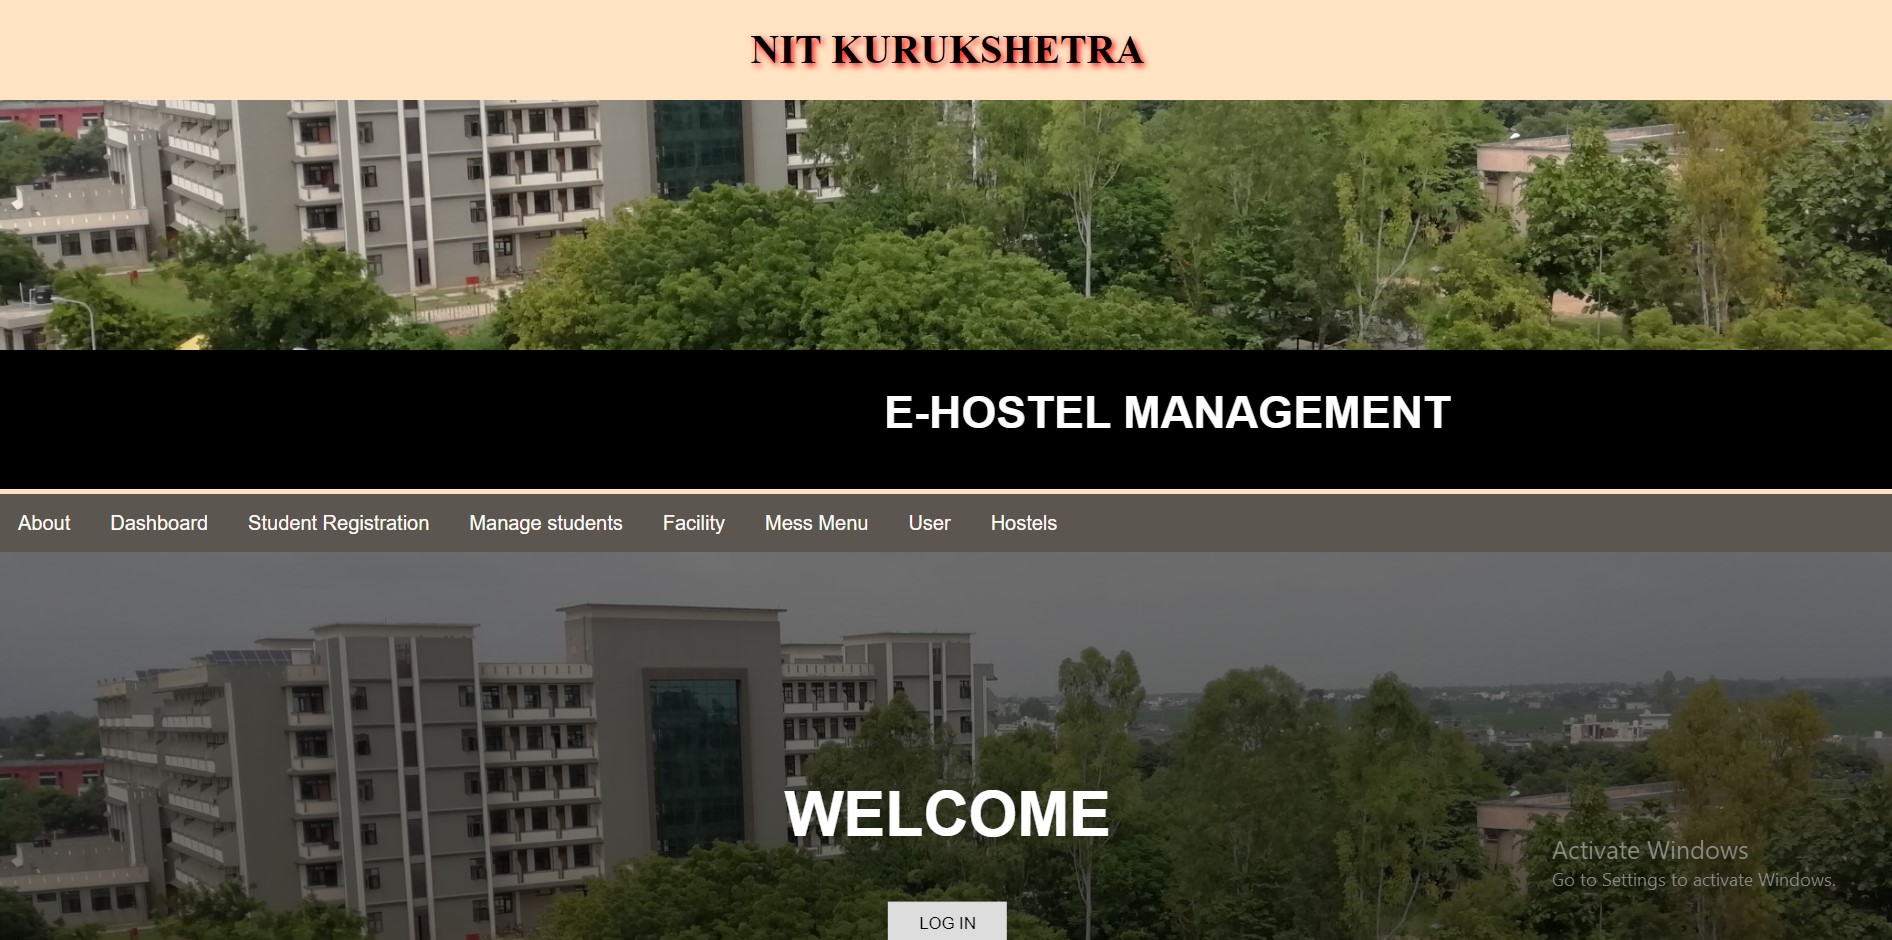 NIT KURUKSHETRA
E-HOSTEL MANAGEMENT
About Dashboard Student Registration Manage students Facility Mess Menu User Hostels
WELCOME
Activate Windows
Go to Settings to activate Windows.
LOG IN